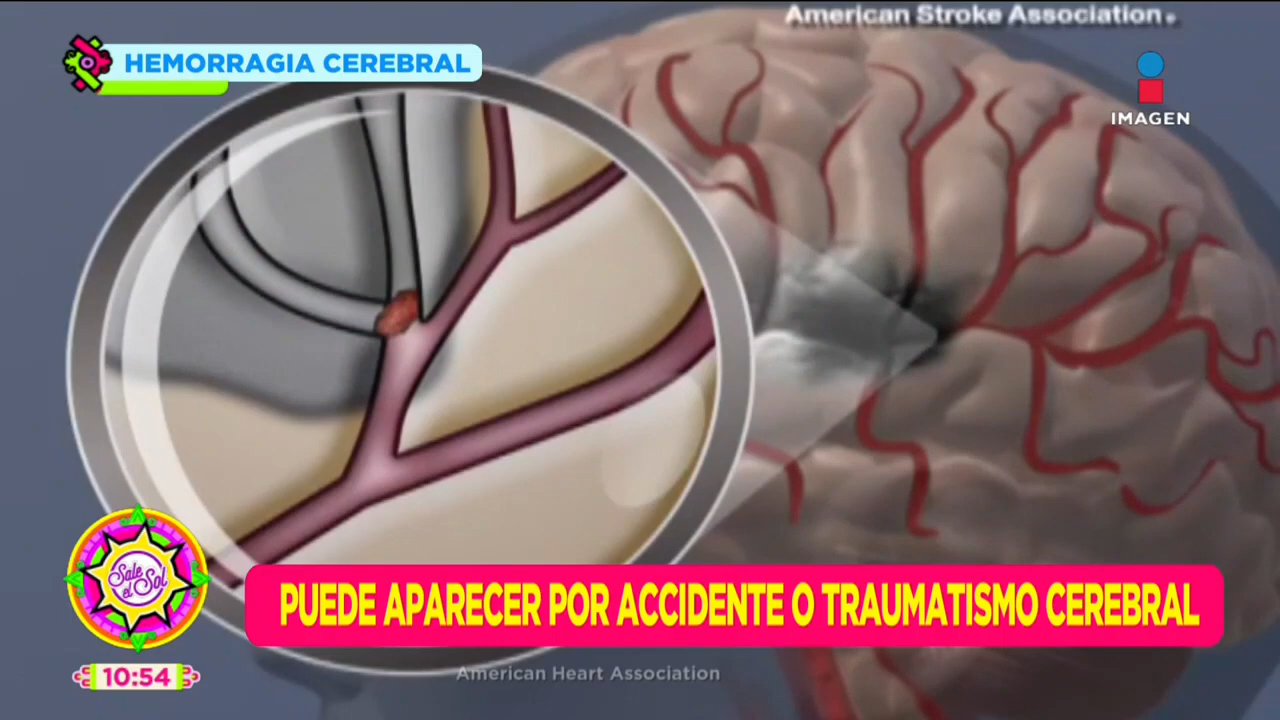 American Stroke Association®
HEMORRAGIA CEREBRAL
IMAGEN
Sale
el Sol
PUEDE APARECER POR ACCIDENTE O TRAUMATISMO CEREBRAL
10:54
American Heart Association